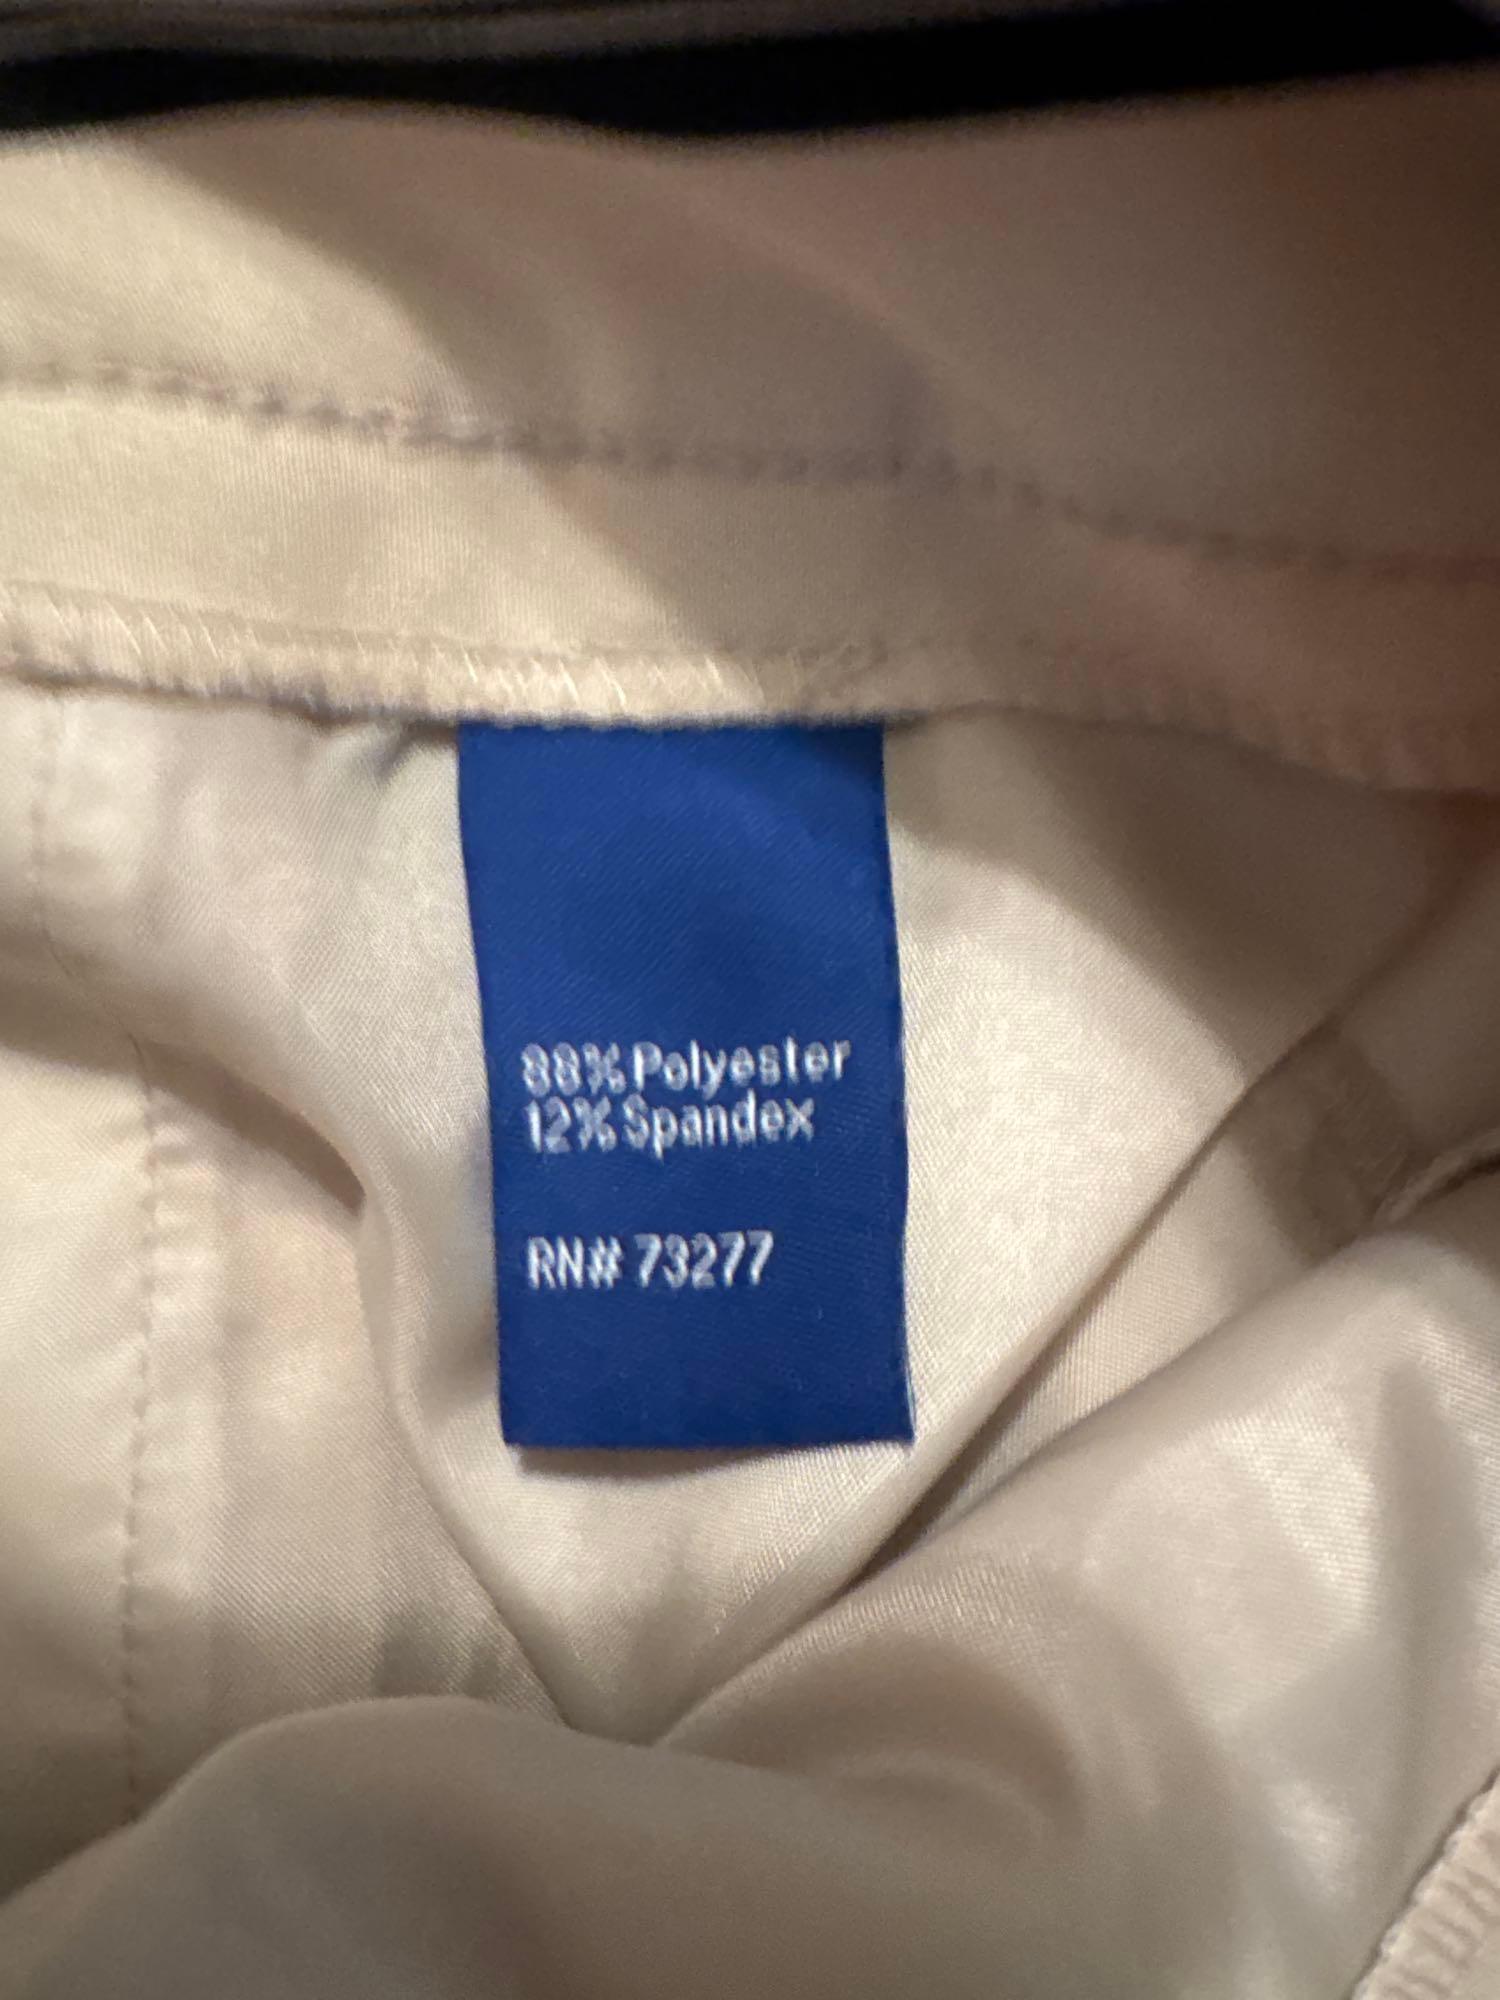 88% Polyester
12% Spandex
RN# 73277